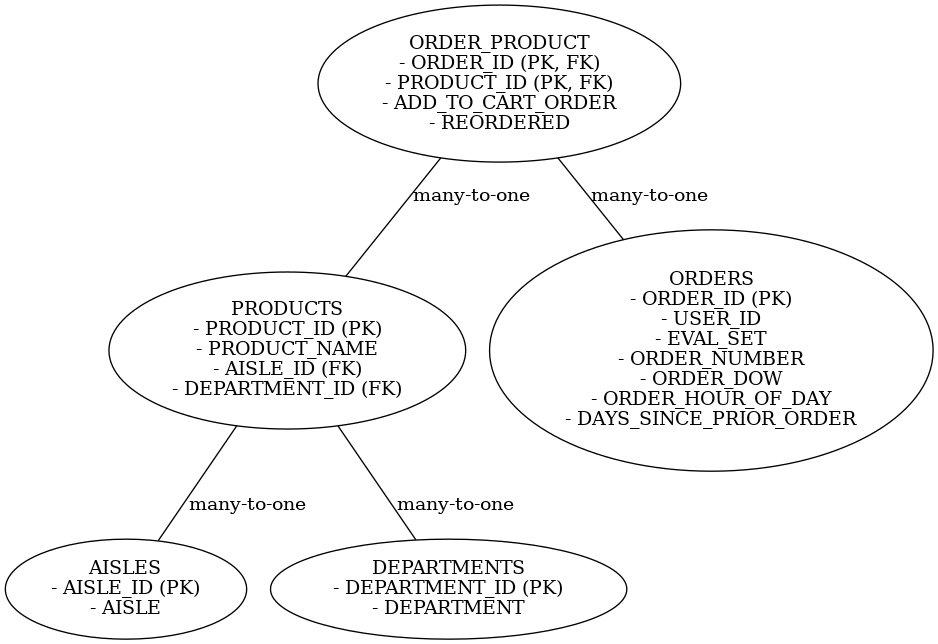 ORDER_PRODUCT
- ORDER_ID (PK, FK)
- PRODUCT_ID (PK, FK)
- ADD_TO_CART_ORDER
- REORDERED
many-to-one
many-to-one
PRODUCTS
- PRODUCT_ID (PK)
- PRODUCT_NAME
- AISLE_ID (FK)
- DEPARTMENT_ID (FK)
ORDERS
- ORDER_ID (PK)
- USER_ID
- EVAL_SET
- ORDER_NUMBER
- ORDER_DOW
- ORDER_HOUR_OF_DAY
- DAYS_SINCE_PRIOR_ORDER
many-to-one
many-to-one
AISLES
- AISLE_ID (PK)
- AISLE
DEPARTMENTS
- DEPARTMENT_ID (PK)
- DEPARTMENT